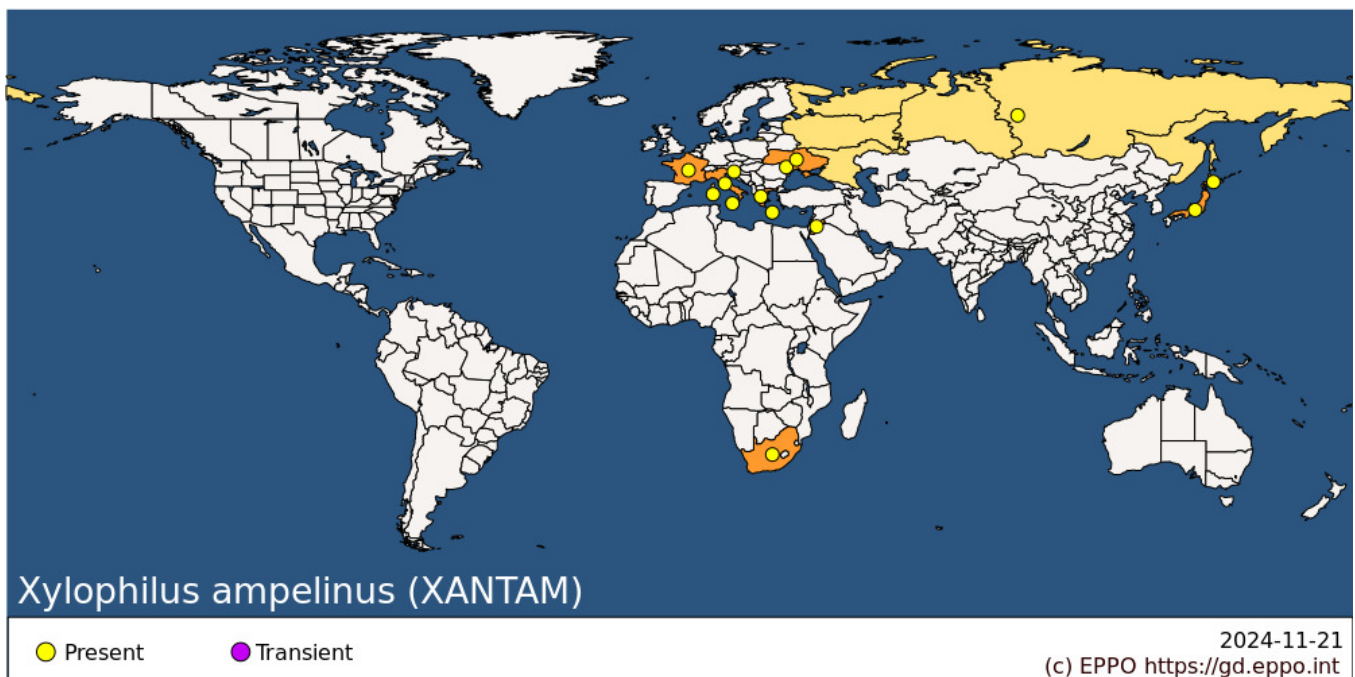 Xylophilus ampelinus (XANTAM)
Present
Transient
2024-11-21
(c) EPPO https://gd.eppo.int